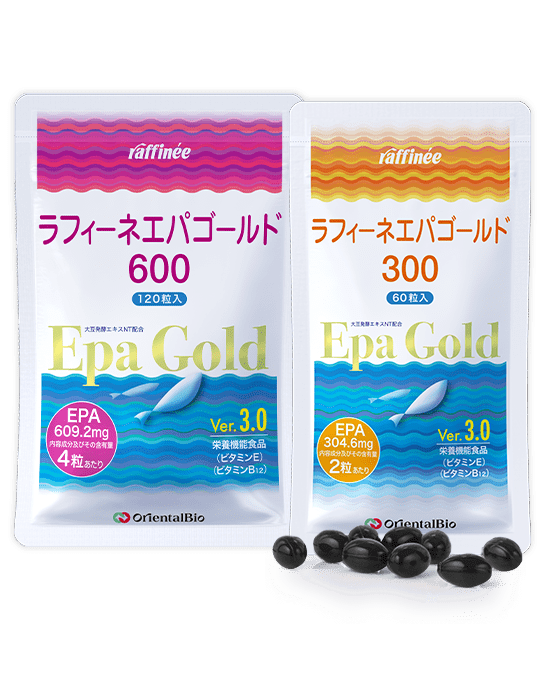 raffinée
ラフィーネエパゴールド
600
120粒入
大豆発酵エキスNT配合
Epa Gold
EPA
609.2mg
内容成分及びその含有量
4粒あたり
Ver. 3.0
栄養機能食品
(ビタミンE)
(ビタミンB12)
OrientalBio
raffinée
ラフィーネエパゴールド
300
60粒入
大豆発酵エキスNT配合
Epa Gold
EPA
304.6mg
内容成分及びその含有量
2粒あたり
Ver. 3.0
栄養機能食品
(ビタミンE)
(ビタミンB12)
OrientalBio